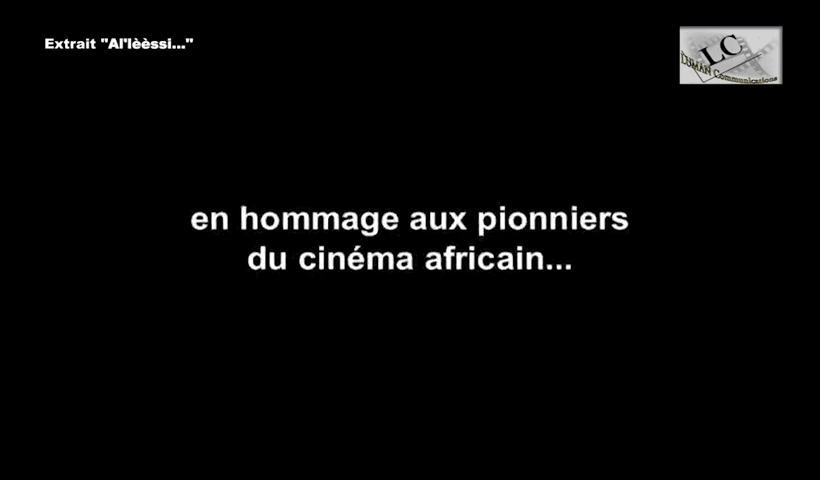 Extrait "Al'lèèssi..."
LC
LUMAN Communications
en hommage aux pionniers
du cinéma africain...